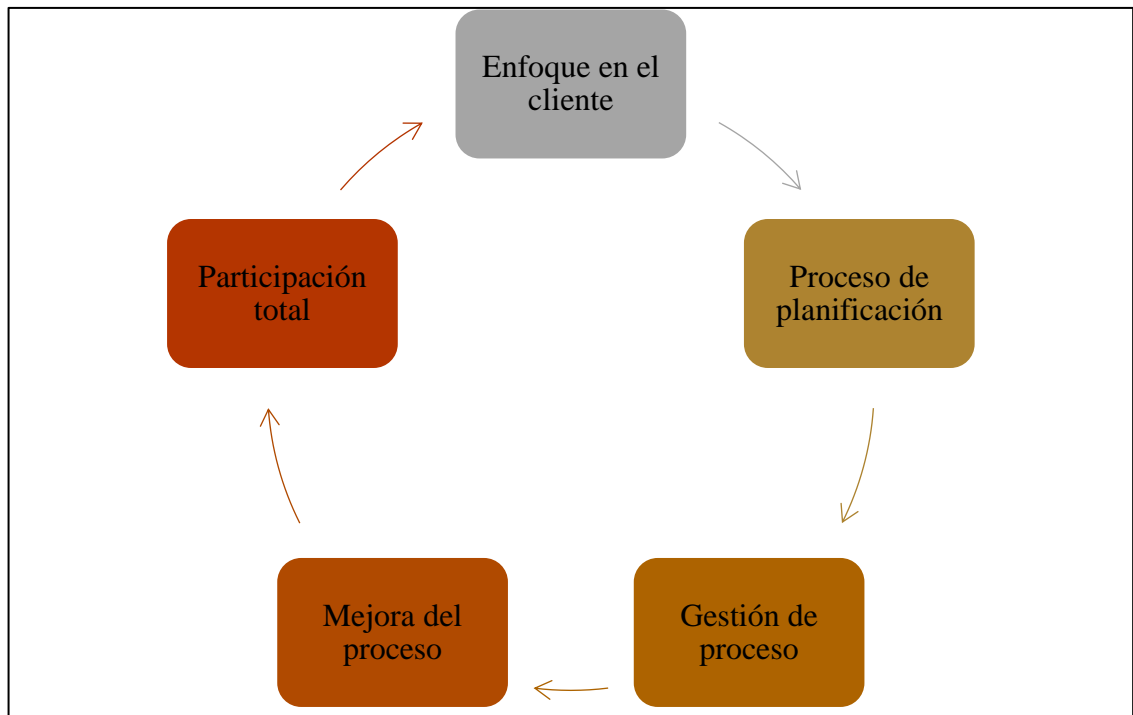 Enfoque en el
cliente
Proceso de
planificación
Gestión de
proceso
Mejora del
proceso
Participación
total